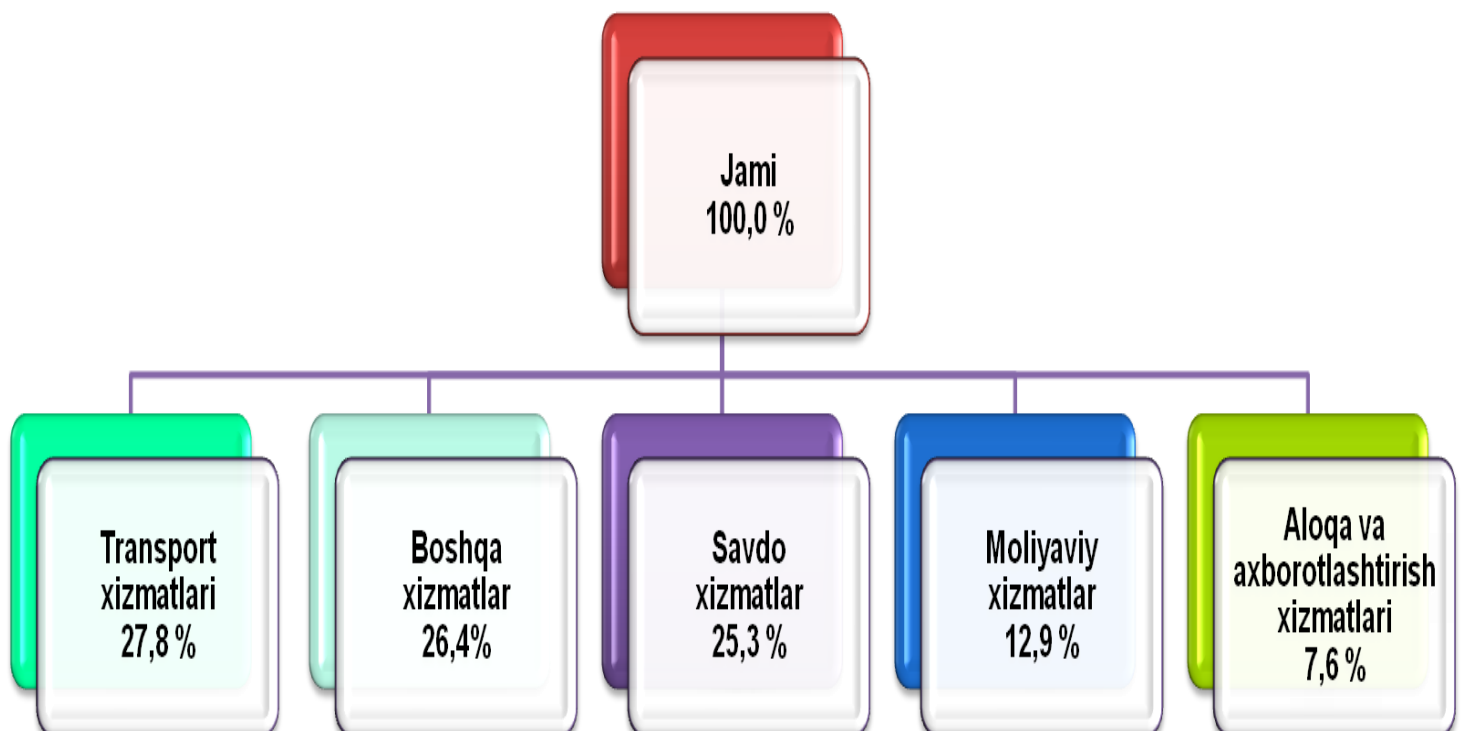 Jami
100,0 %
Transport
xizmatlari
27,8 %
Boshqa
xizmatlar
26,4%
Savdo
xizmatlar
25,3 %
Moliyaviy
xizmatlar
12,9 %
Aloqa va
axborotlashtirish
xizmatlari
7,6 %